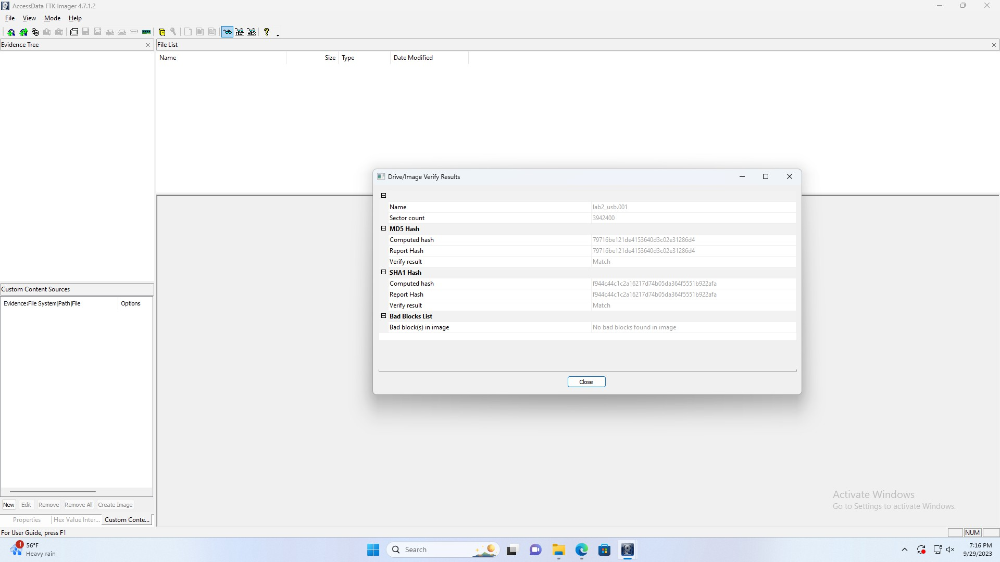 AccessData FTK Imager 4.7.1.2
File View Mode Help
TEXT HEX ?
Evidence Tree
File List
Name Size Type Date Modified
Drive/Image Verify Results
Name lab2_usb.001
Sector count 3942400
MD5 Hash
Computed hash 79716be121de4153640d3c02e31286d4
Report Hash 79716be121de4153640d3c02e31286d4
Verify result Match
SHA1 Hash
Computed hash f944c44c1c2a16217d74b05da364f5551b922afa
Report Hash f944c44c1c2a16217d74b05da364f5551b922afa
Verify result Match
Bad Blocks List
Bad block(s) in image No bad blocks found in image
Close
Custom Content Sources
Evidence:File System|Path|File Options
New Edit Remove Remove All Create Image
Properties Hex Value Inter... Custom Conte...
Activate Windows
Go to Settings to activate Windows.
For User Guide, press F1
NUM
1
56°F
Heavy rain
Search
7:16 PM
9/29/2023